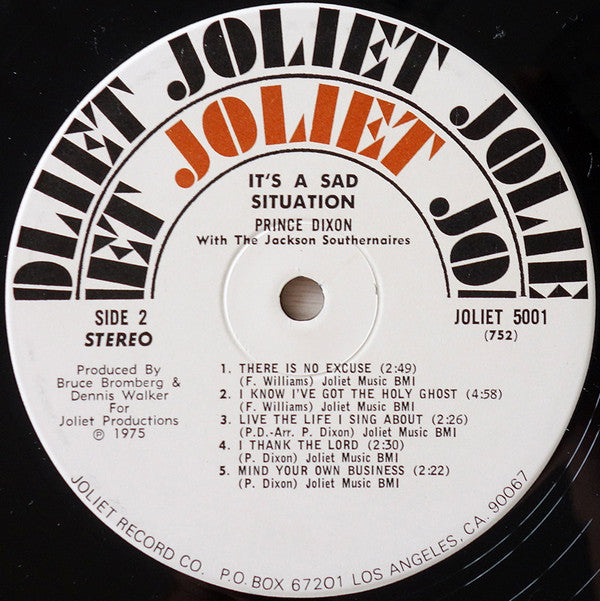 OLIET JOLIET JOLIE
ET JOLIET JOI
IT'S A SAD
SITUATION
PRINCE DIXON
With The Jackson Southernaires
SIDE 2
STEREO
JOLIET 5001
(752)
Produced By
Bruce Bromberg &
Dennis Walker
For
Joliet Productions
℗ 1975
1. THERE IS NO EXCUSE (2:49)
(F. Williams) Joliet Music BMI
2. I KNOW I'VE GOT THE HOLY GHOST (4:58)
(F. Williams) Joliet Music BMI
3. LIVE THE LIFE I SING ABOUT (2:26)
(P.D.-Arr. P. Dixon) Joliet Music BMI
4. I THANK THE LORD (2:30)
(P. Dixon) Joliet Music BMI
5. MIND YOUR OWN BUSINESS (2:22)
(P. Dixon) Joliet Music BMI
JOLIET RECORD CO. P.O. BOX 67201 LOS ANGELES, CA. 90067